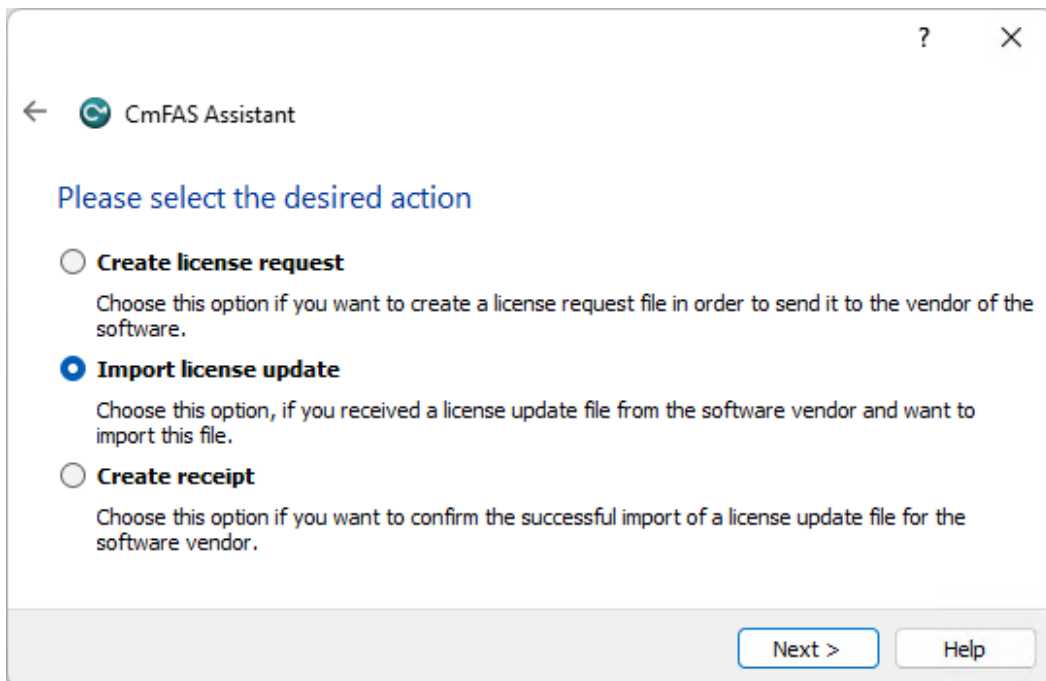 ?
CmFAS Assistant
Please select the desired action
Create license request
Choose this option if you want to create a license request file in order to send it to the vendor of the
software.
Import license update
Choose this option, if you received a license update file from the software vendor and want to
import this file.
Create receipt
Choose this option if you want to confirm the successful import of a license update file for the
software vendor.
Next >
Help